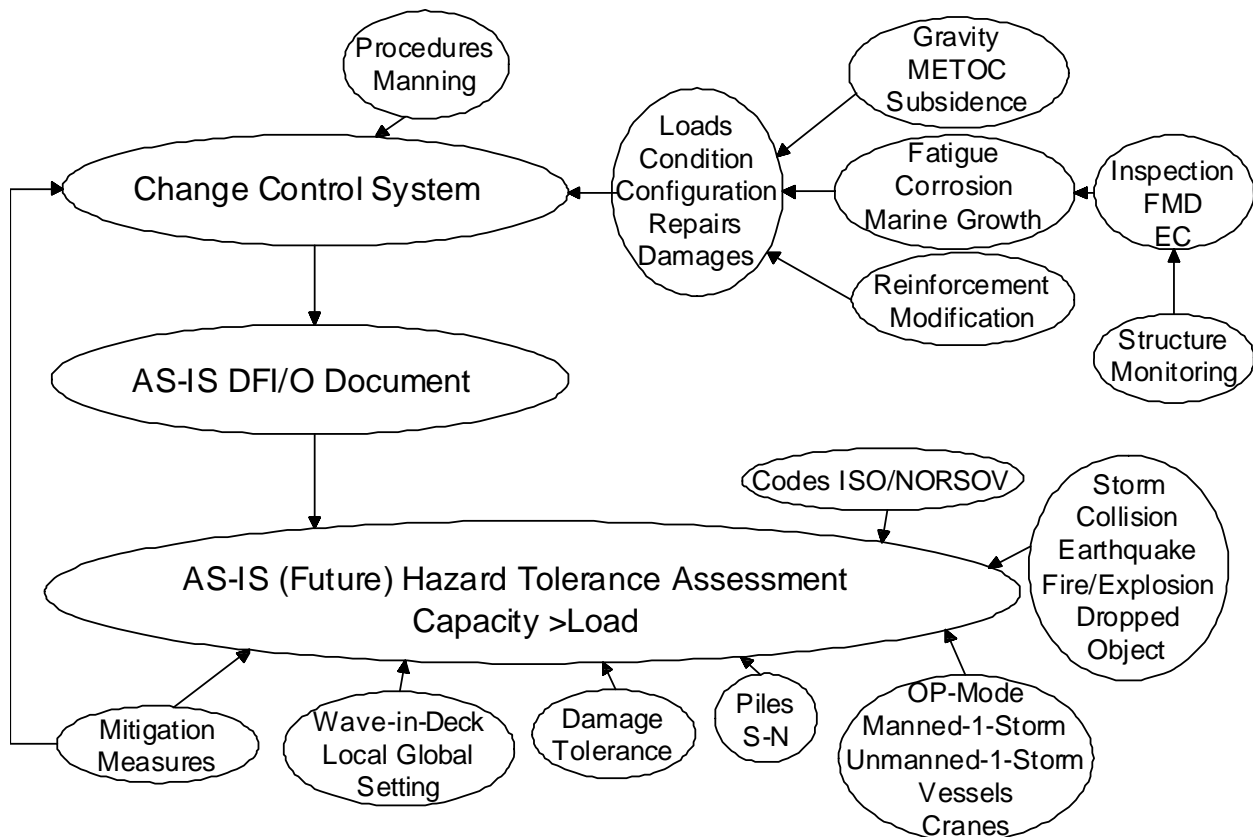 Procedures
Manning
Gravity
METOC
Subsidence
Change Control System
Loads
Condition
Configuration
Repairs
Damages
Fatigue
Corrosion
Marine Growth
Inspection
FMD
EC
Reinforcement
Modification
Structure
Monitoring
AS-IS DFI/O Document
Codes ISO/NORSOV
Storm
Collision
Earthquake
Fire/Explosion
Dropped
Object
AS-IS (Future) Hazard Tolerance Assessment
Capacity >Load
Mitigation
Measures
Wave-in-Deck
Local Global
Setting
Damage
Tolerance
Piles
S-N
OP-Mode
Manned-1-Storm
Unmanned-1-Storm
Vessels
Cranes